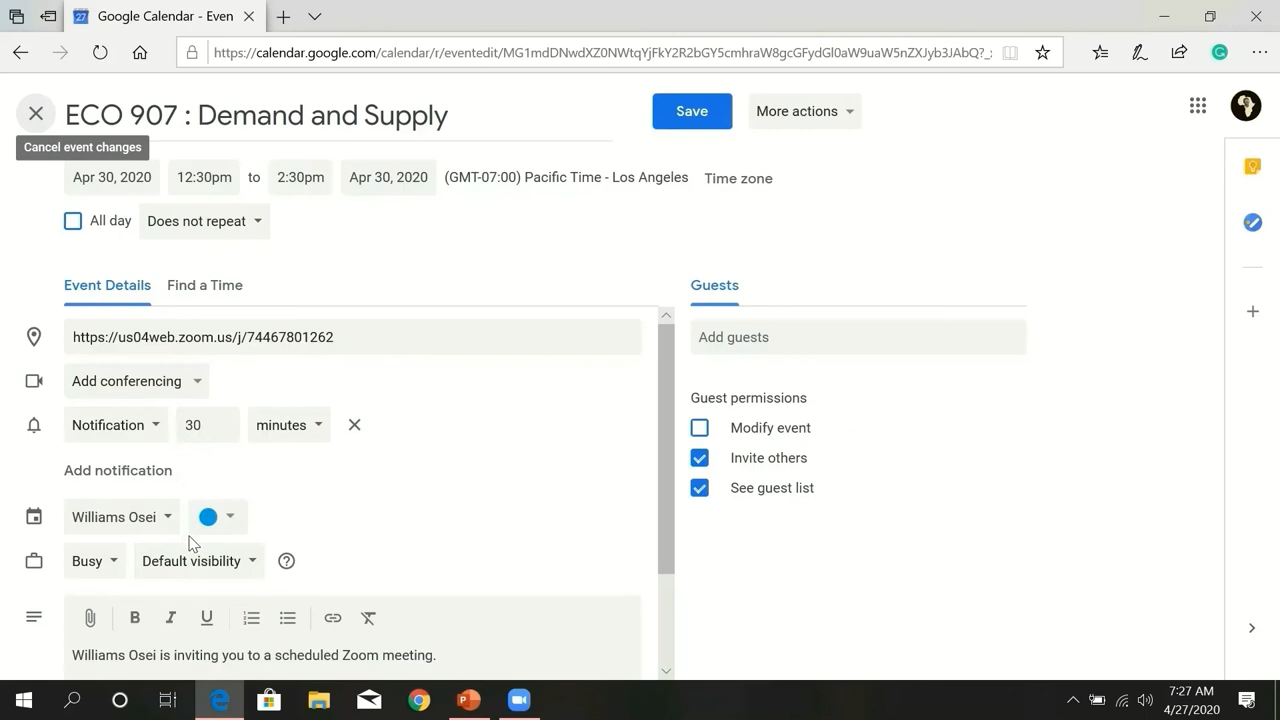 Google Calendar - Even
https://calendar.google.com/calendar/r/eventedit/MG1mdDNwdXZ0NWtqYjFkY2R2bGY5cmhraW8gcGFydGl0aW9uaW5nZXJyb3JAbQ?_:
27
ECO 907 : Demand and Supply
Save
More actions
Cancel event changes
Apr 30, 2020 12:30pm to 2:30pm Apr 30, 2020 (GMT-07:00) Pacific Time - Los Angeles Time zone
All day Does not repeat
Event Details Find a Time
Guests
https://us04web.zoom.us/j/74467801262
Add guests
Add conferencing
Guest permissions
Notification 30 minutes
Modify event
Invite others
Add notification
See guest list
Williams Osei
Busy Default visibility
B I U
Williams Osei is inviting you to a scheduled Zoom meeting.
7:27 AM
4/27/2020